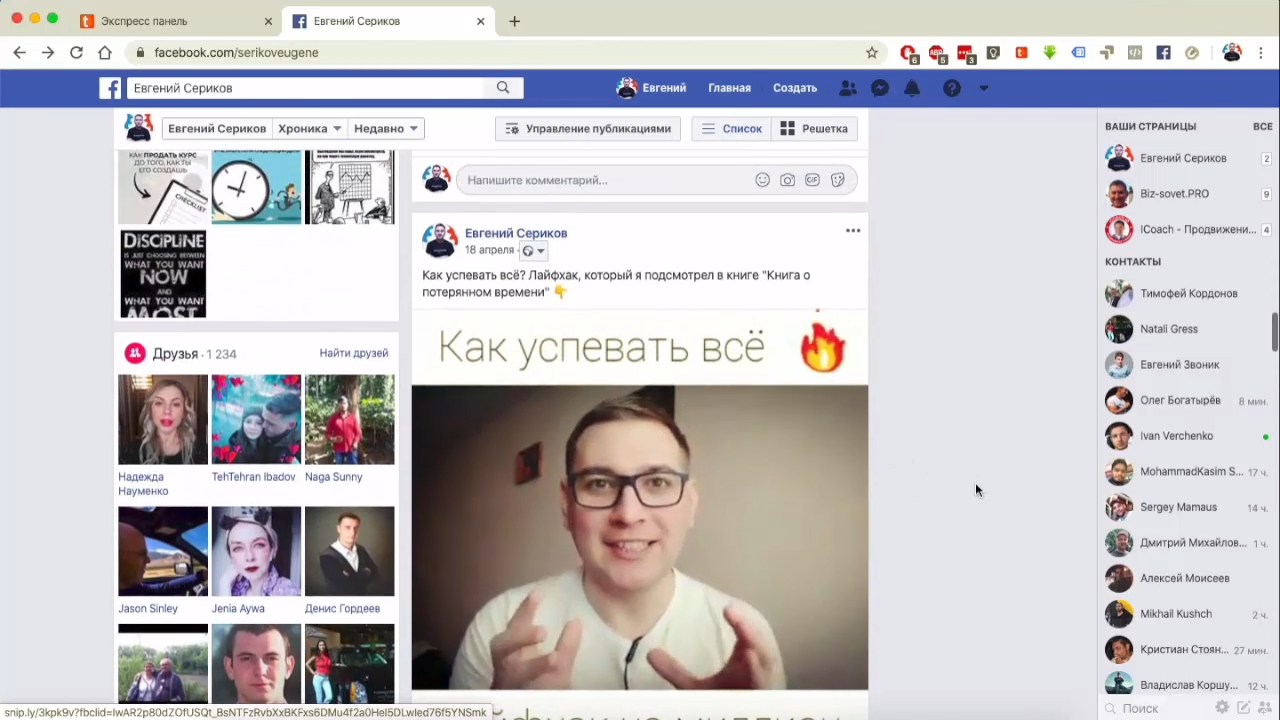 Экспресс панель
Евгений Сериков
facebook.com/serikoveugene
6
5
3
Евгений Сериков
Евгений
Главная
Создать
Евгений Сериков
Хроника
Недавно
Управление публикациями
Список
Решетка
КАК ПРОДАТЬ КУРС
ДО ТОГО, КАК ТЫ
ЕГО СОЗДАШЬ
CHECKLIST
DISCIPLINE
IS JUST CHOOSING BETWEEN
WHAT YOU WANT
NOW
AND
WHAT YOU WANT
MOST
Друзья · 1 234
Найти друзей
Надежда
Науменко
TehTehran Ibadov
Naga Sunny
Jason Sinley
Jenia Aywa
Денис Гордеев
Напишите комментарий...
GIF
Евгений Сериков
18 апреля ·
Как успевать всё? Лайфхак, который я подсмотрел в книге "Книга о
потерянном времени" 👇
Как успевать всё 🔥
ВАШИ СТРАНИЦЫ
ВСЕ
Евгений Сериков
2
Biz-sovet.PRO
9
ICoach - Продвижени...
4
КОНТАКТЫ
Тимофей Кордонов
Natali Gress
Евгений Звоник
Олег Богатырёв
8 мин.
Ivan Verchenko
MohammadKasim S...
17 ч.
Sergey Mamaus
14 ч.
Дмитрий Михайлов...
1 ч.
Алексей Моисеев
Mikhail Kushch
2 ч.
Кристиан Стоян...
27 мин.
Владислав Коршу...
12 ч.
Поиск